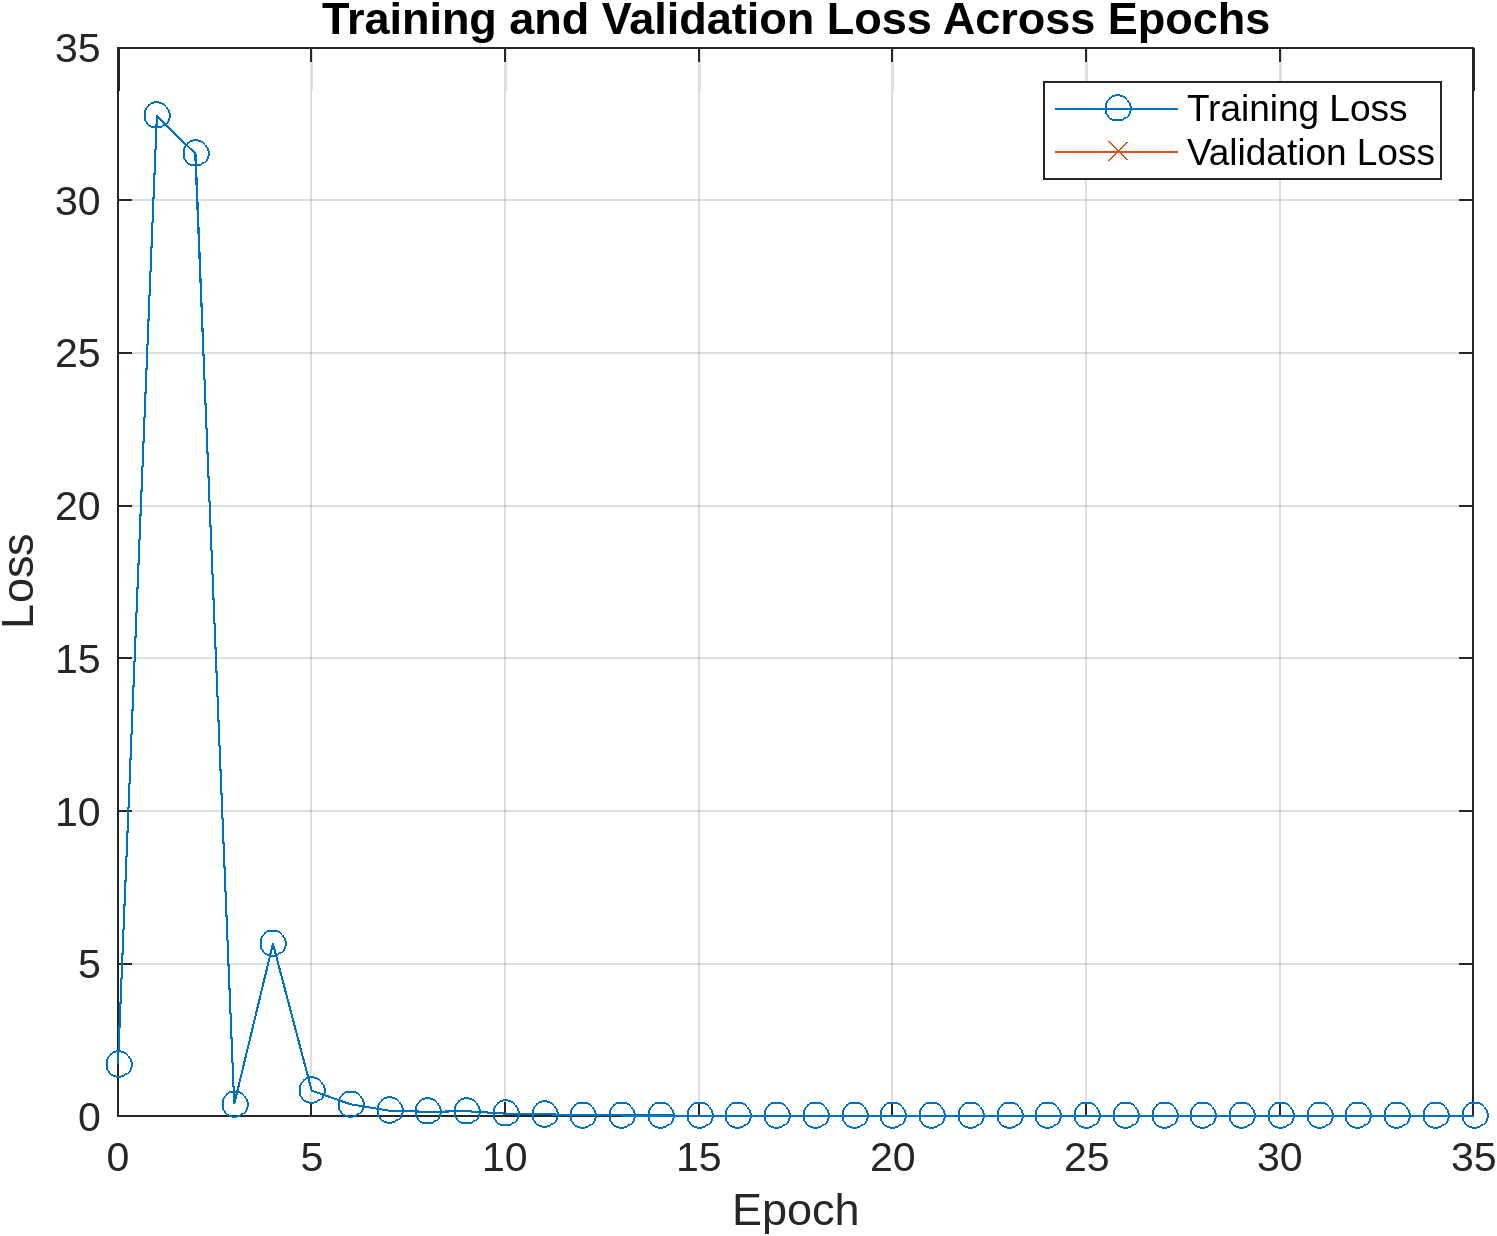 Training and Validation Loss Across Epochs
35
30
25
20
15
10
5
0
Loss
Training Loss
Validation Loss
0 5 10 15 20 25 30 35
Epoch